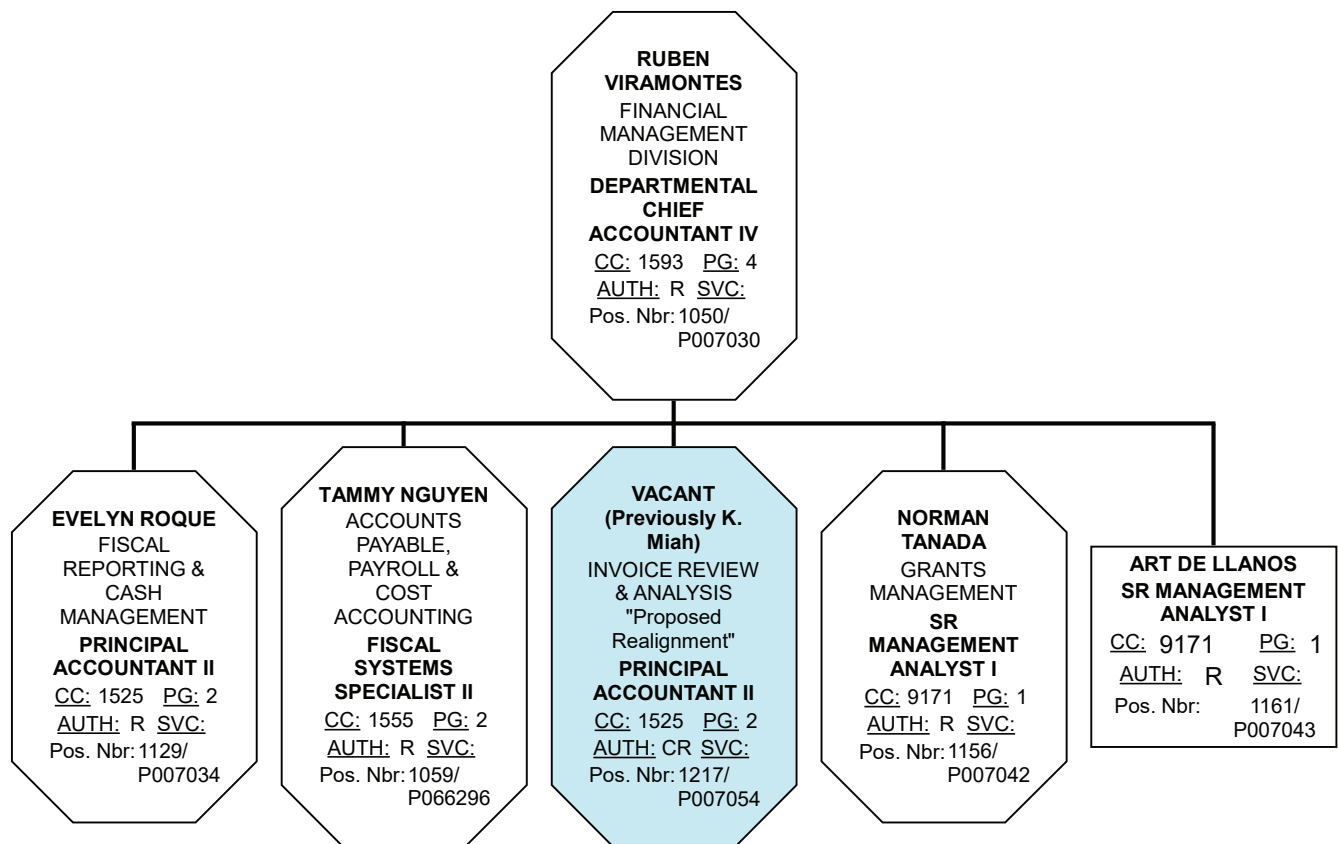 RUBEN
VIRAMONTES
FINANCIAL
MANAGEMENT
DIVISION
DEPARTMENTAL
CHIEF
ACCOUNTANT IV
CC: 1593 PG: 4
AUTH: R SVC:
Pos. Nbr: 1050/
P007030
EVELYN ROQUE
FISCAL
REPORTING &
CASH
MANAGEMENT
PRINCIPAL
ACCOUNTANT II
CC: 1525 PG: 2
AUTH: R SVC:
Pos. Nbr: 1129/
P007034
TAMMY NGUYEN
ACCOUNTS
PAYABLE,
PAYROLL &
COST
ACCOUNTING
FISCAL
SYSTEMS
SPECIALIST II
CC: 1555 PG: 2
AUTH: R SVC:
Pos. Nbr: 1059/
P066296
VACANT
(Previously K.
Miah)
INVOICE REVIEW
& ANALYSIS
"Proposed
Realignment"
PRINCIPAL
ACCOUNTANT II
CC: 1525 PG: 2
AUTH: CR SVC:
Pos. Nbr: 1217/
P007054
NORMAN
TANADA
GRANTS
MANAGEMENT
SR
MANAGEMENT
ANALYST I
CC: 9171 PG: 1
AUTH: R SVC:
Pos. Nbr: 1156/
P007042
ART DE LLANOS
SR MANAGEMENT
ANALYST I
CC: 9171 PG: 1
AUTH: R SVC:
Pos. Nbr: 1161/
P007043